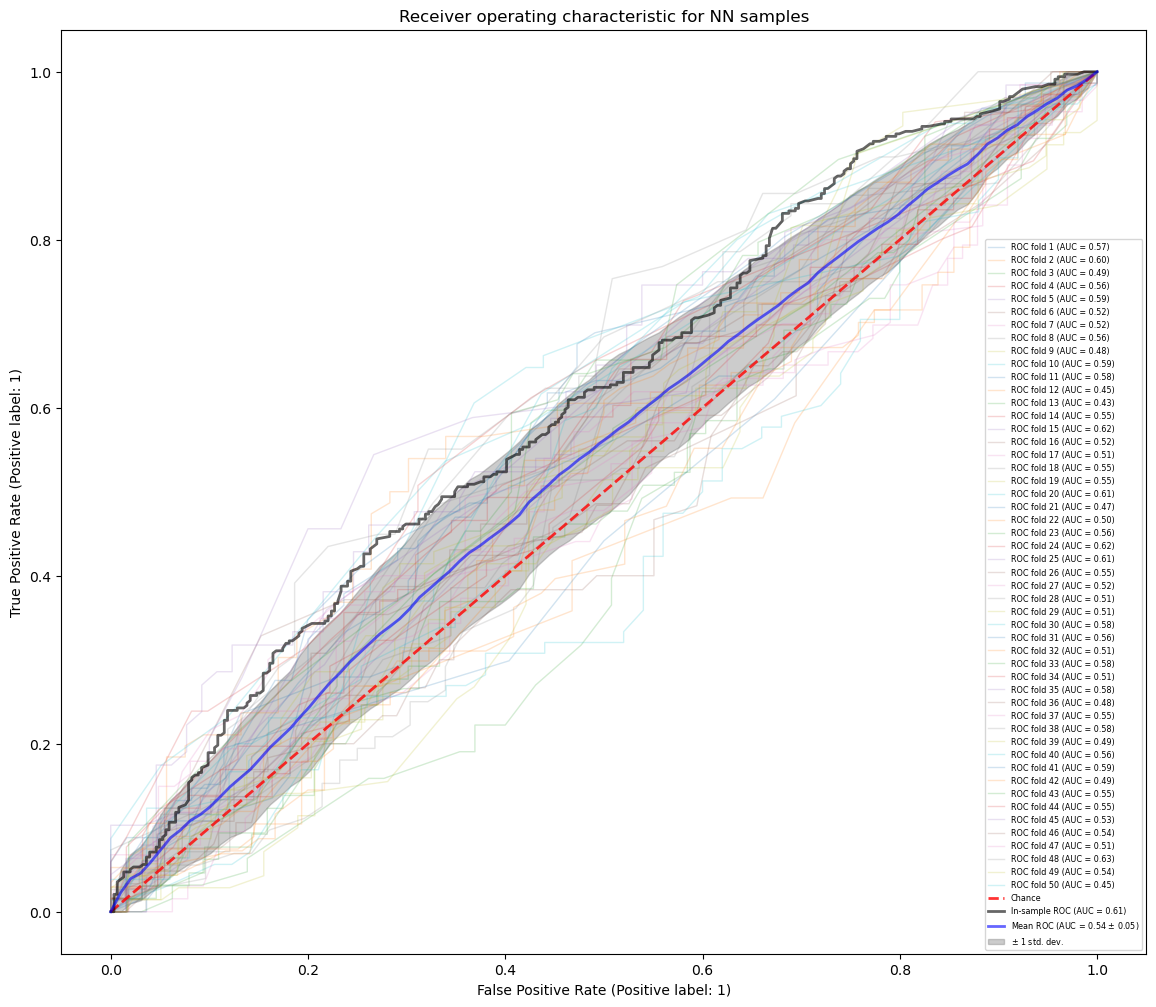 Receiver operating characteristic for NN samples
True Positive Rate (Positive label: 1)
1.0
0.8
0.6
0.4
0.2
0.0
0.0
0.2
0.4
0.6
0.8
1.0
False Positive Rate (Positive label: 1)
ROC fold 1 (AUC = 0.57)
ROC fold 2 (AUC = 0.60)
ROC fold 3 (AUC = 0.49)
ROC fold 4 (AUC = 0.56)
ROC fold 5 (AUC = 0.59)
ROC fold 6 (AUC = 0.52)
ROC fold 7 (AUC = 0.52)
ROC fold 8 (AUC = 0.56)
ROC fold 9 (AUC = 0.48)
ROC fold 10 (AUC = 0.59)
ROC fold 11 (AUC = 0.58)
ROC fold 12 (AUC = 0.45)
ROC fold 13 (AUC = 0.43)
ROC fold 14 (AUC = 0.55)
ROC fold 15 (AUC = 0.62)
ROC fold 16 (AUC = 0.52)
ROC fold 17 (AUC = 0.51)
ROC fold 18 (AUC = 0.55)
ROC fold 19 (AUC = 0.55)
ROC fold 20 (AUC = 0.61)
ROC fold 21 (AUC = 0.47)
ROC fold 22 (AUC = 0.50)
ROC fold 23 (AUC = 0.56)
ROC fold 24 (AUC = 0.62)
ROC fold 25 (AUC = 0.61)
ROC fold 26 (AUC = 0.55)
ROC fold 27 (AUC = 0.52)
ROC fold 28 (AUC = 0.51)
ROC fold 29 (AUC = 0.51)
ROC fold 30 (AUC = 0.58)
ROC fold 31 (AUC = 0.56)
ROC fold 32 (AUC = 0.51)
ROC fold 33 (AUC = 0.58)
ROC fold 34 (AUC = 0.51)
ROC fold 35 (AUC = 0.58)
ROC fold 36 (AUC = 0.48)
ROC fold 37 (AUC = 0.55)
ROC fold 38 (AUC = 0.58)
ROC fold 39 (AUC = 0.49)
ROC fold 40 (AUC = 0.56)
ROC fold 41 (AUC = 0.59)
ROC fold 42 (AUC = 0.49)
ROC fold 43 (AUC = 0.55)
ROC fold 44 (AUC = 0.55)
ROC fold 45 (AUC = 0.53)
ROC fold 46 (AUC = 0.54)
ROC fold 47 (AUC = 0.51)
ROC fold 48 (AUC = 0.63)
ROC fold 49 (AUC = 0.54)
ROC fold 50 (AUC = 0.45)
Chance
In-sample ROC (AUC = 0.61)
Mean ROC (AUC = 0.54 ± 0.05)
± 1 std. dev.